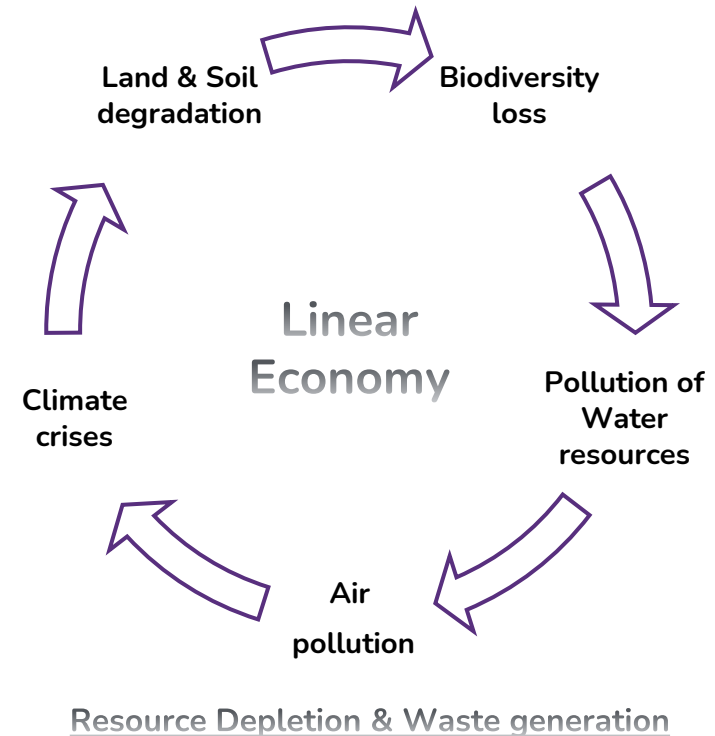 Land & Soil
degradation
Biodiversity
loss
Linear
Economy
Climate
crises
Pollution of
Water
resources
Air
pollution
Resource Depletion & Waste generation